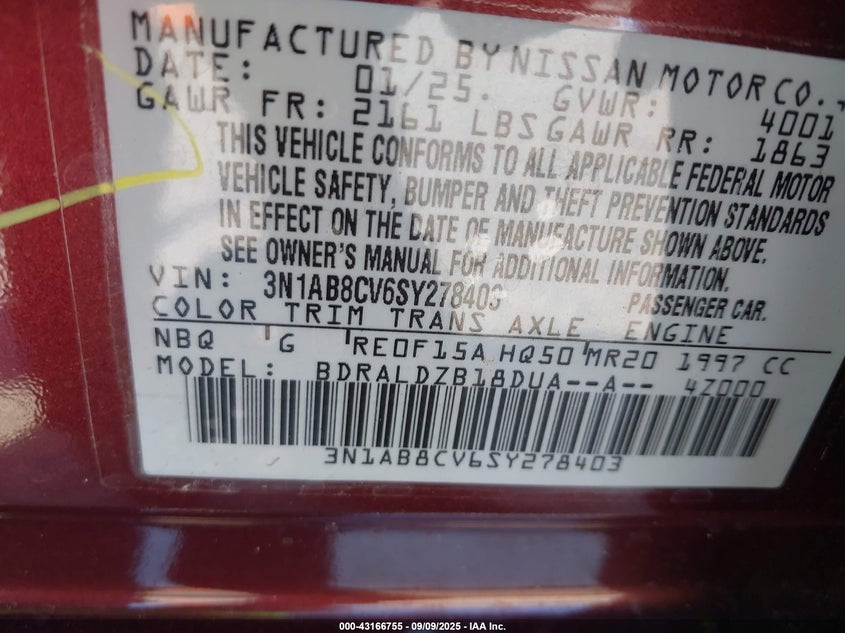 MANUFACTURED BY NISSAN MOTOR CO.,
DATE: 01/25. GVWR: 4001
GAWR FR: 2161 LBS GAWR RR: 1863
THIS VEHICLE CONFORMS TO ALL APPLICABLE FEDERAL MOTOR
VEHICLE SAFETY, BUMPER AND THEFT PREVENTION STANDARDS
IN EFFECT ON THE DATE OF MANUFACTURE SHOWN ABOVE.
SEE OWNER'S MANUAL FOR ADDITIONAL INFORMATION.
VIN: 3N1AB8CV6SY278403 PASSENGER CAR.
COLOR TRIM TRANS AXLE ENGINE
NBQ G RE0F15A HQ50 MR20 1997 CC
MODEL: BDRALDZB18DUA--A-- 4Z000
3N1AB8CV6SY278403
000-43166755 - 09/09/2025 - IAA Inc.